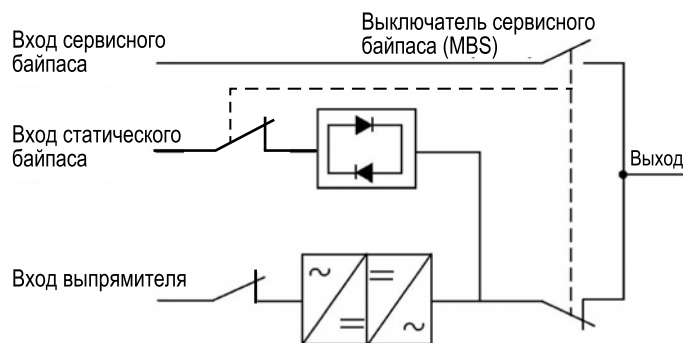 Выключатель сервисного
байпаса (MBS)
Вход сервисного
байпаса
Вход статического
байпаса
Выход
Вход выпрямителя